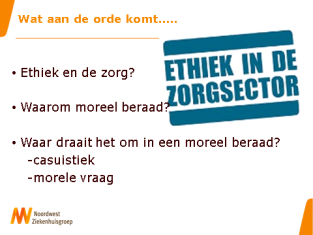 Wat aan de orde komt.....
ETHIEK IN DE
ZORGSECTOR
• Ethiek en de zorg?
• Waarom moreel beraad?
• Waar draait het om in een moreel beraad?
-casuistiek
-morele vraag
Noordwest
Ziekenhuisgroep